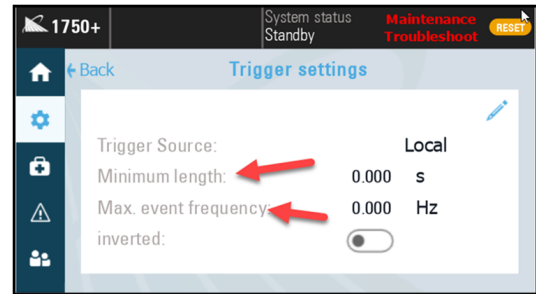 1750+
System status
Standby
Maintenance
Troubleshoot
RESET
Back
Trigger settings
Trigger Source: Local
Minimum length: 0.000 s
Max. event frequency: 0.000 Hz
inverted: